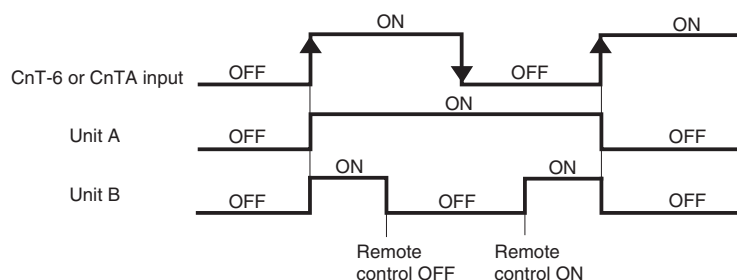 ON
ON
CnT-6 or CnTA input
OFF
OFF
ON
Unit A
OFF
OFF
ON
ON
Unit B
OFF
OFF
OFF
Remote
control OFF
Remote
control ON